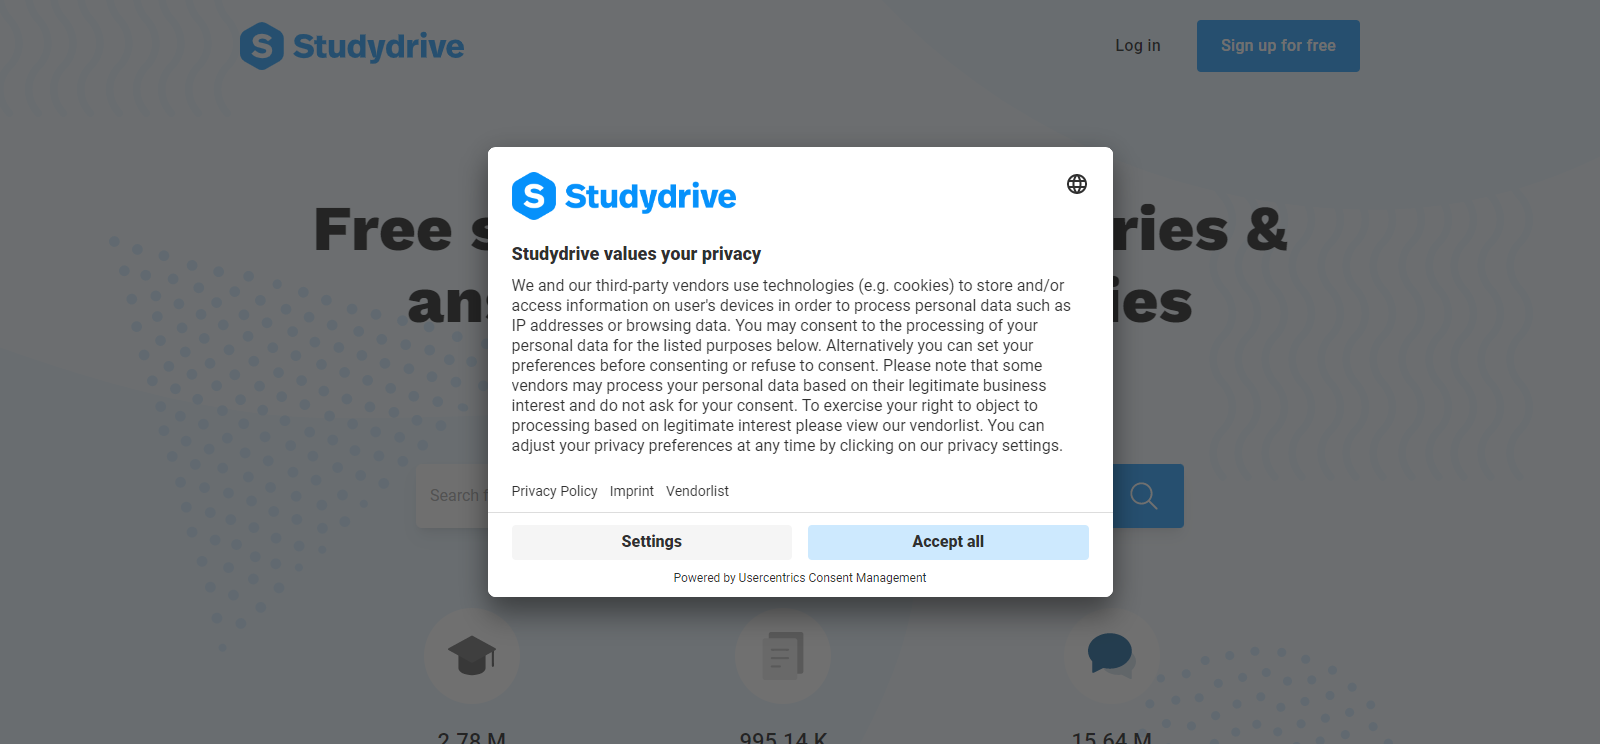 Studydrive
Log in
Sign up for free
Free
ries &
ies
Studydrive
Studydrive values your privacy
We and our third-party vendors use technologies (e.g. cookies) to store and/or
access information on user's devices in order to process personal data such as
IP addresses or browsing data. You may consent to the processing of your
personal data for the listed purposes below. Alternatively you can set your
preferences before consenting or refuse to consent. Please note that some
vendors may process your personal data based on their legitimate business
interest and do not ask for your consent. To exercise your right to object to
processing based on legitimate interest please view our vendorlist. You can
adjust your privacy preferences at any time by clicking on our privacy settings.
Privacy Policy Imprint Vendorlist
Search
Settings
Accept all
Powered by Usercentrics Consent Management
2.78 M
995.14 K
15.64 M